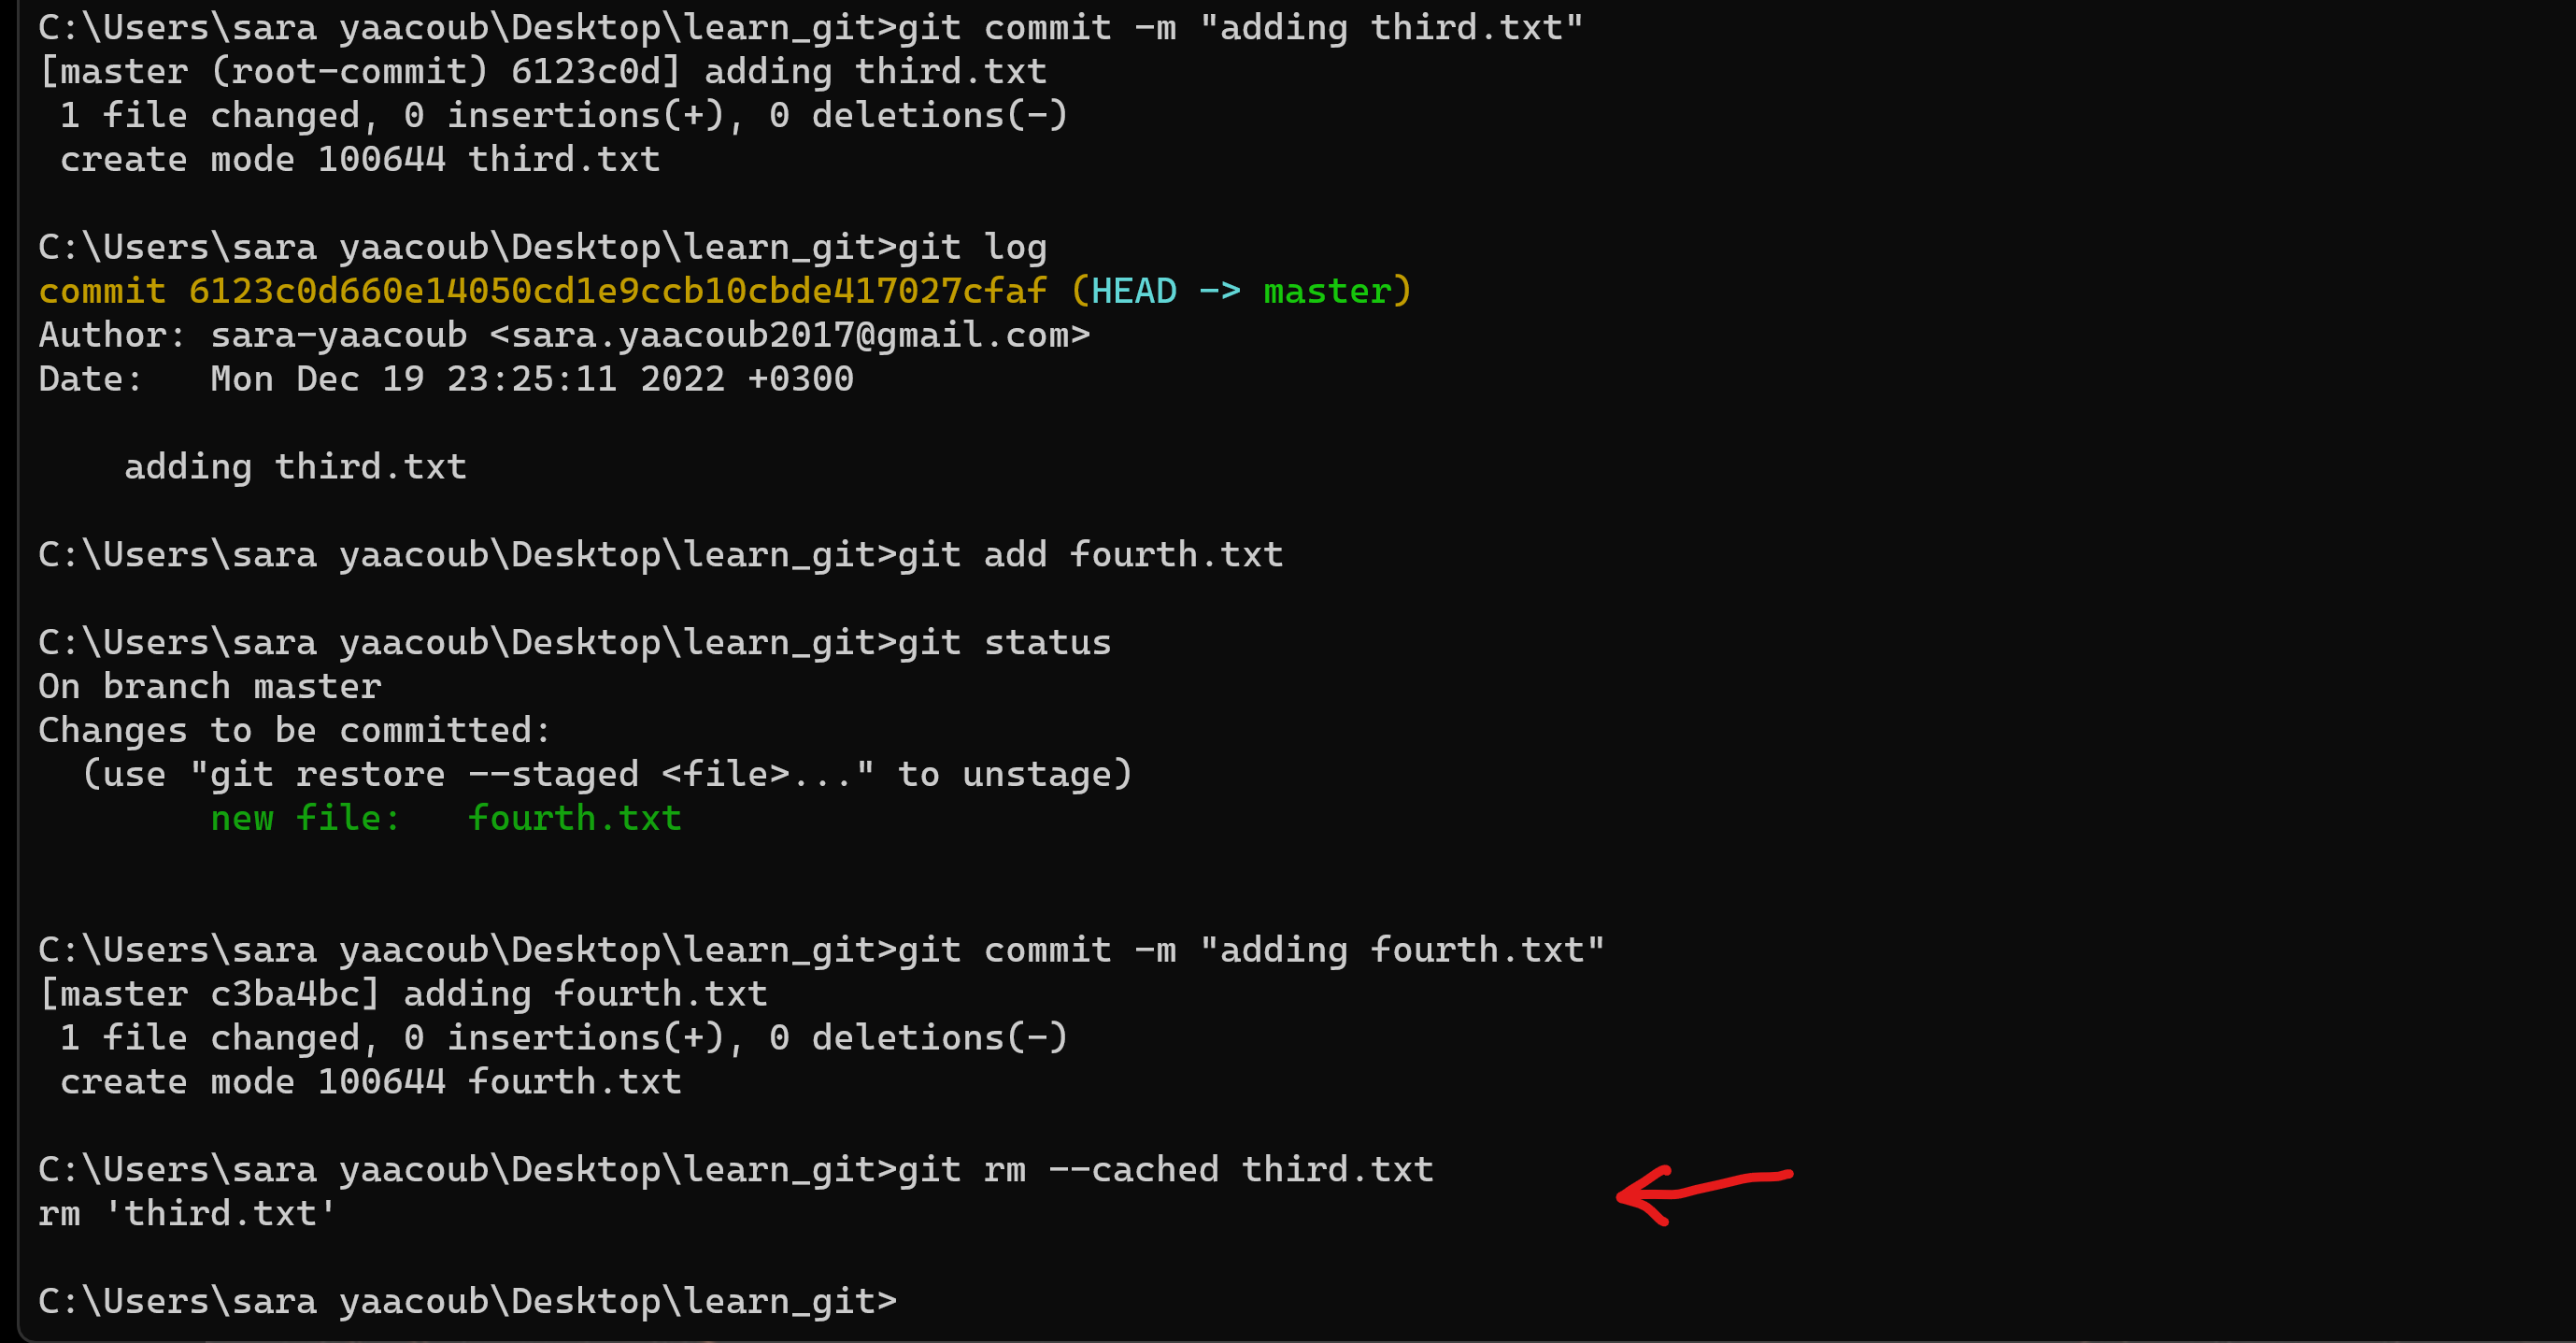 C:\Users\sara yaacoub\Desktop\learn_git>git commit -m "adding third.txt"
[master (root-commit) 6123c0d] adding third.txt
 1 file changed, 0 insertions(+), 0 deletions(-)
 create mode 100644 third.txt
C:\Users\sara yaacoub\Desktop\learn_git>git log
commit 6123c0d660e14050cd1e9ccb10cbde417027cfaf (HEAD -> master)
Author: sara-yaacoub <sara.yaacoub2017@gmail.com>
Date:   Mon Dec 19 23:25:11 2022 +0300
    adding third.txt
C:\Users\sara yaacoub\Desktop\learn_git>git add fourth.txt
C:\Users\sara yaacoub\Desktop\learn_git>git status
On branch master
Changes to be committed:
  (use "git restore --staged <file>..." to unstage)
        new file:   fourth.txt
C:\Users\sara yaacoub\Desktop\learn_git>git commit -m "adding fourth.txt"
[master c3ba4bc] adding fourth.txt
 1 file changed, 0 insertions(+), 0 deletions(-)
 create mode 100644 fourth.txt
C:\Users\sara yaacoub\Desktop\learn_git>git rm --cached third.txt
rm 'third.txt'
C:\Users\sara yaacoub\Desktop\learn_git>